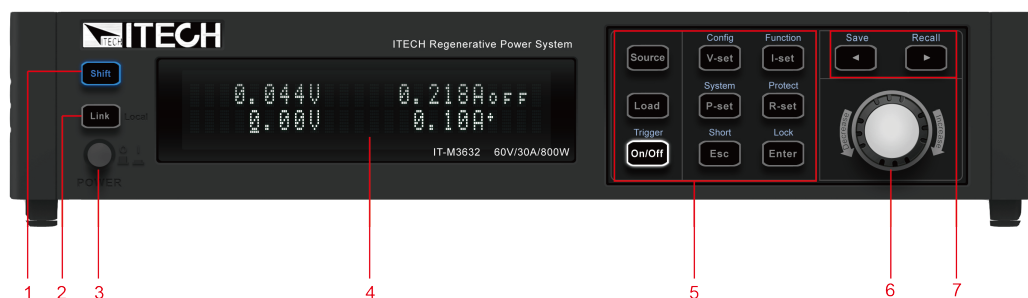 ITECH ITECH
ITECH Regenerative Power System
Shift
Link Local
POWER
0.044V 0.218A OFF
0.00V 0.10A+
IT-M3632 60V/30A/800W
Config Function
Source V-set I-set
System Protect
Load P-set R-set
Trigger Short Lock
On/Off Esc Enter
Save Recall
Decrease Increase
1 2 3 4 5 6 7